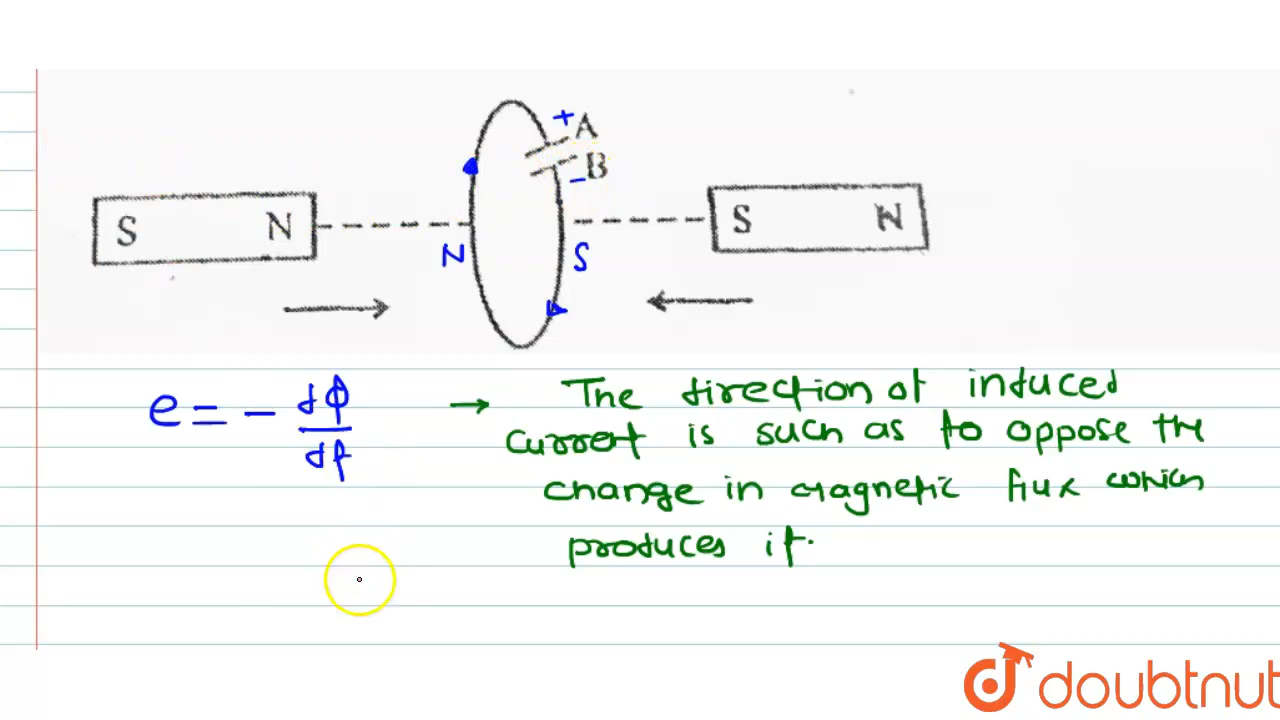 + A
- B
S N
S N
N S
e = - dϕ/dt
→ The direction of induced
current is such as to oppose the
change in magnetic flux which
produces it.
doubtnut